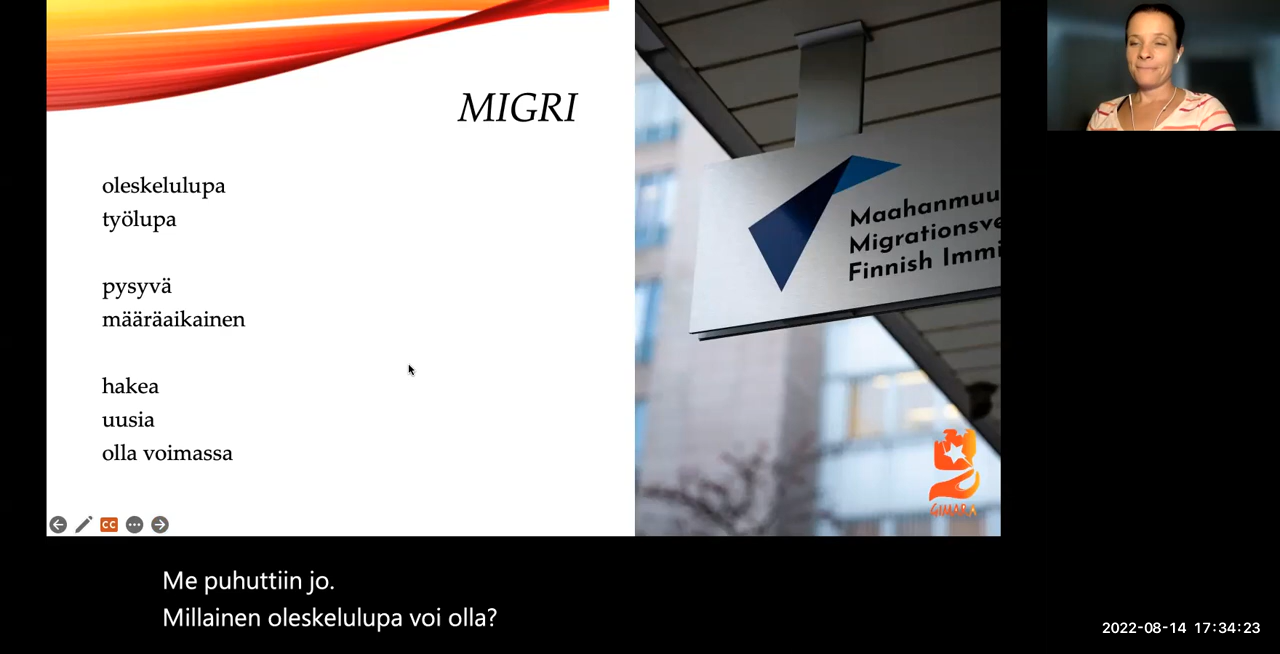 MIGRI
oleskelulupa
työlupa
pysyvä
määräaikainen
hakea
uusia
olla voimassa
Maahanmuu
Migrationsve
Finnish Immi
GIMARA
CC
Me puhuttiin jo.
Millainen oleskelulupa voi olla?
2022-08-14 17:34:23